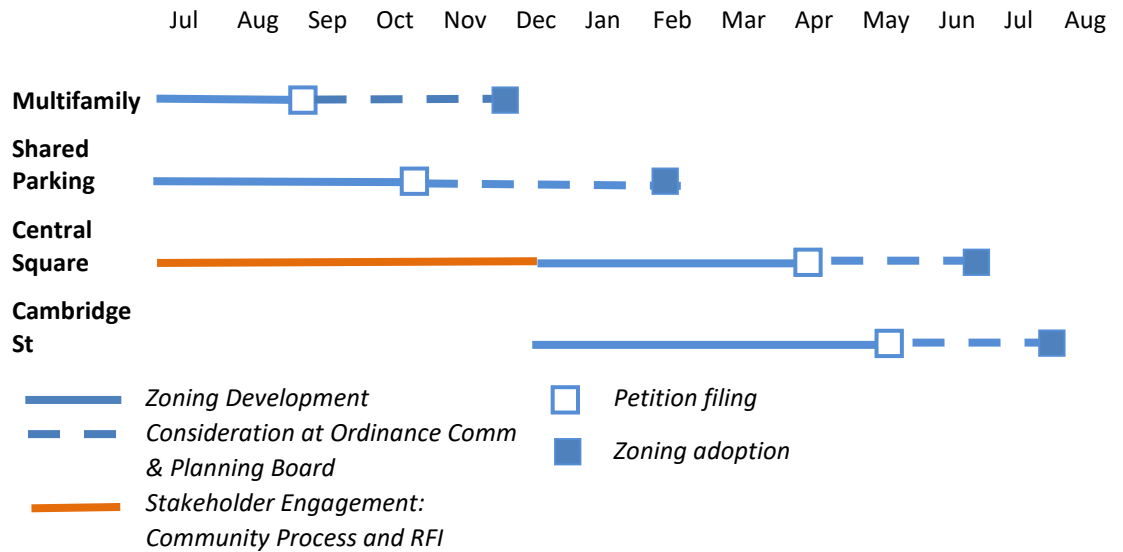 Jul Aug Sep Oct Nov Dec Jan Feb Mar Apr May Jun Jul Aug
Multifamily
Shared
Parking
Central
Square
Cambridge
St
Zoning Development
Consideration at Ordinance Comm
& Planning Board
Stakeholder Engagement:
Community Process and RFI
Petition filing
Zoning adoption